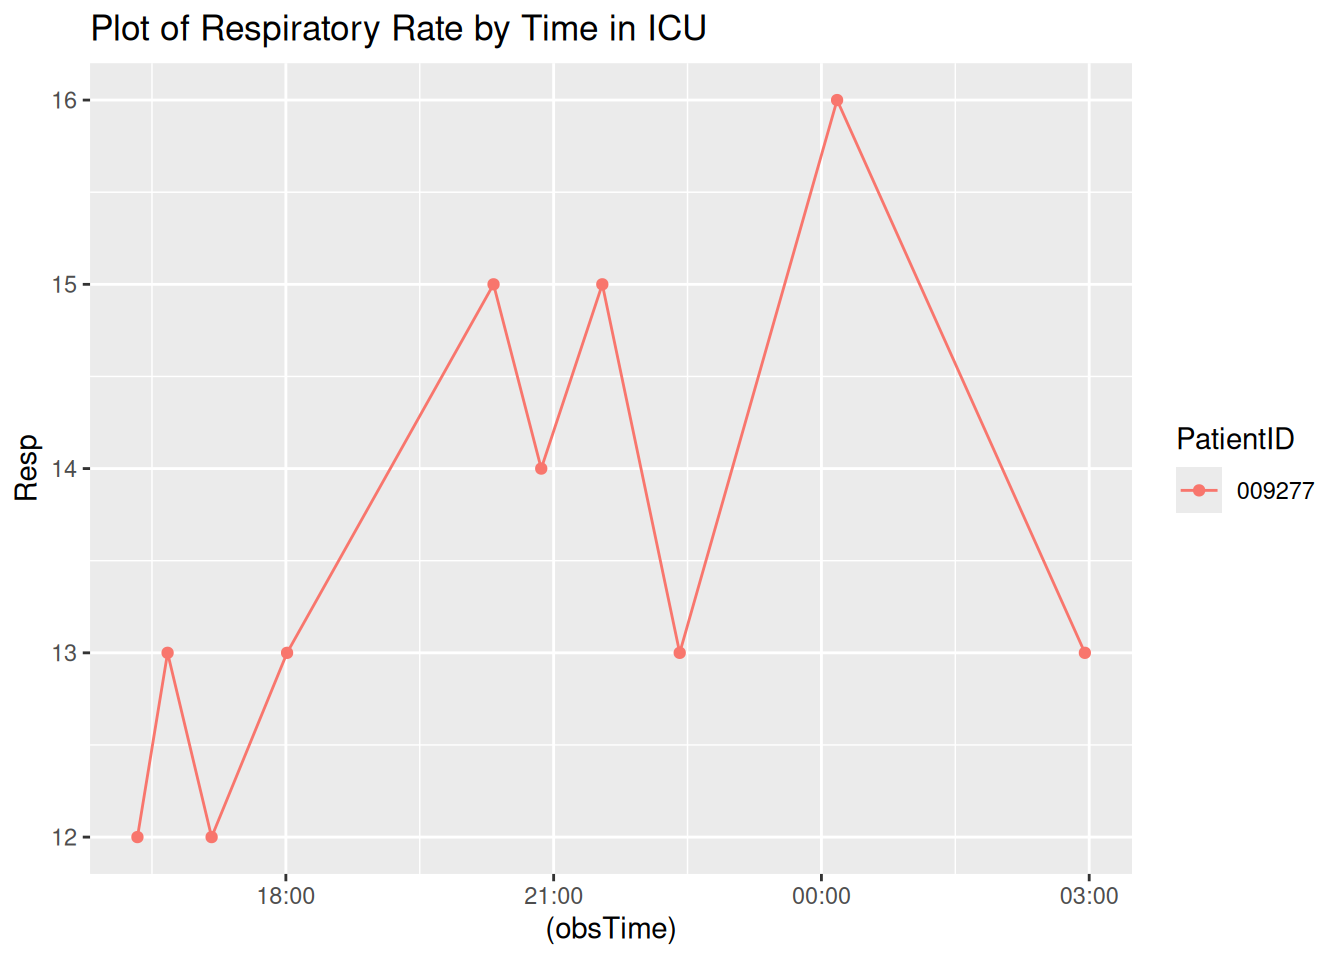 Plot of Respiratory Rate by Time in ICU
16
15
14
13
12
Resp
18:00
21:00
00:00
03:00
(obsTime)
PatientID
009277